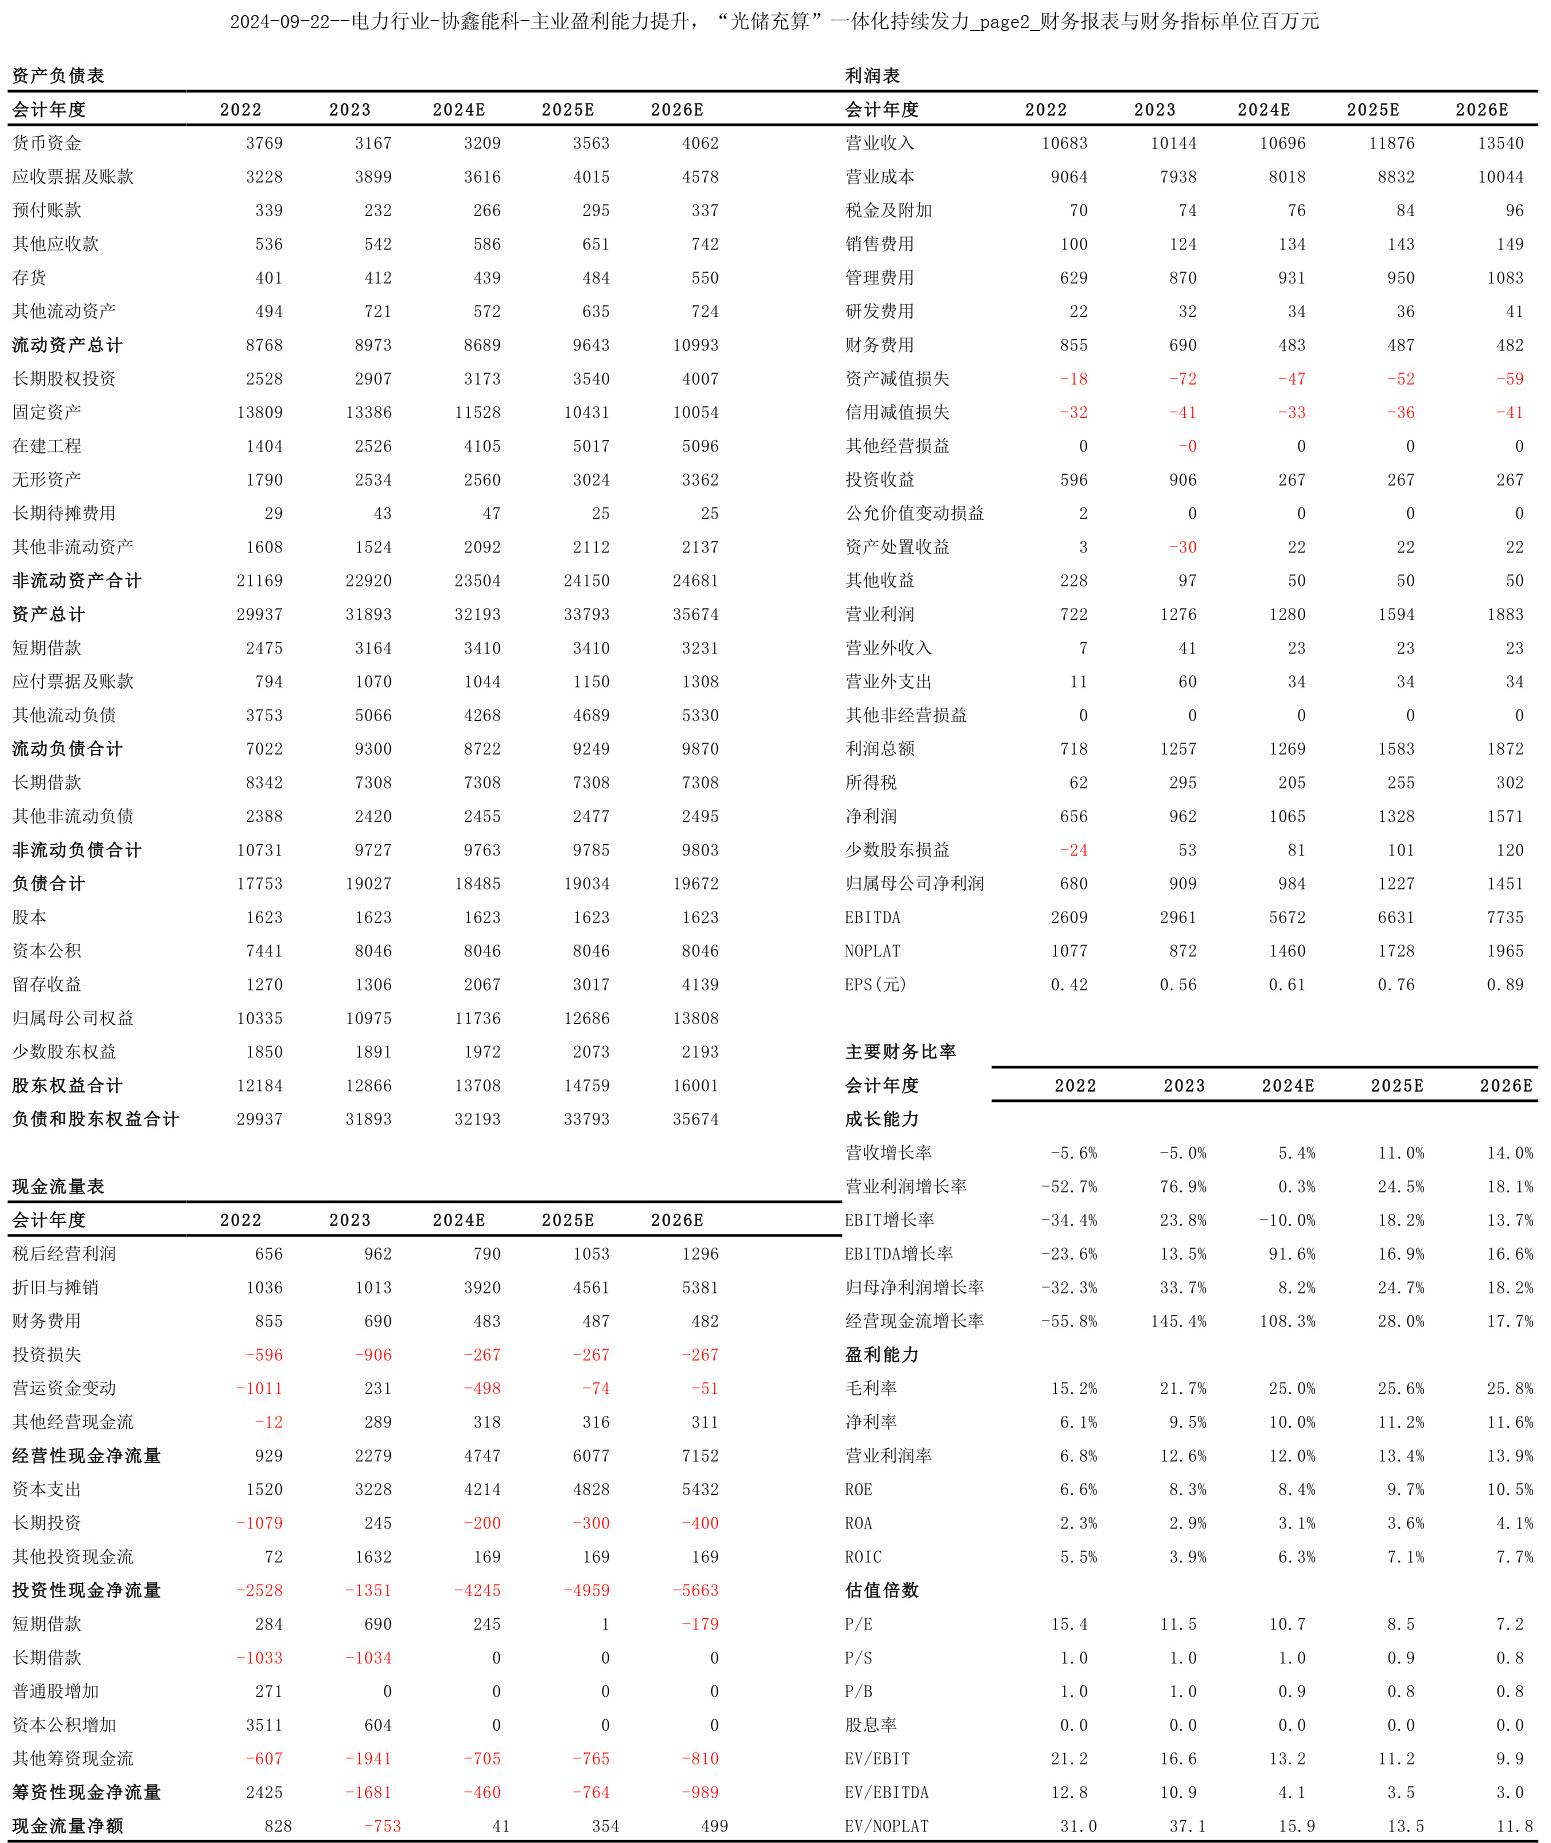 2024-09-22--电力行业-协鑫能科-主业盈利能力提升，“光储充算”一体化持续发力_page2_财务报表与财务指标单位百万元
资产负债表
会计年度 2022 2023 2024E 2025E 2026E
货币资金 3769 3167 3209 3563 4062
应收票据及账款 3228 3899 3616 4015 4578
预付账款 339 232 266 295 337
其他应收款 536 542 586 651 742
存货 401 412 439 484 550
其他流动资产 494 721 572 635 724
流动资产总计 8768 8973 8689 9643 10993
长期股权投资 2528 2907 3173 3540 4007
固定资产 13809 13386 11528 10431 10054
在建工程 1404 2526 4105 5017 5096
无形资产 1790 2534 2560 3024 3362
长期待摊费用 29 43 47 25 25
其他非流动资产 1608 1524 2092 2112 2137
非流动资产合计 21169 22920 23504 24150 24681
资产总计 29937 31893 32193 33793 35674
短期借款 2475 3164 3410 3410 3231
应付票据及账款 794 1070 1044 1150 1308
其他流动负债 3753 5066 4268 4689 5330
流动负债合计 7022 9300 8722 9249 9870
长期借款 8342 7308 7308 7308 7308
其他非流动负债 2388 2420 2455 2477 2495
非流动负债合计 10731 9727 9763 9785 9803
负债合计 17753 19027 18485 19034 19672
股本 1623 1623 1623 1623 1623
资本公积 7441 8046 8046 8046 8046
留存收益 1270 1306 2067 3017 4139
归属母公司权益 10335 10975 11736 12686 13808
少数股东权益 1850 1891 1972 2073 2193
股东权益合计 12184 12866 13708 14759 16001
负债和股东权益合计 29937 31893 32193 33793 35674
现金流量表
会计年度 2022 2023 2024E 2025E 2026E
税后经营利润 656 962 790 1053 1296
折旧与摊销 1036 1013 3920 4561 5381
财务费用 855 690 483 487 482
投资损失 -596 -906 -267 -267 -267
营运资金变动 -1011 231 -498 -74 -51
其他经营现金流 -12 289 318 316 311
经营性现金净流量 929 2279 4747 6077 7152
资本支出 1520 3228 4214 4828 5432
长期投资 -1079 245 -200 -300 -400
其他投资现金流 72 1632 169 169 169
投资性现金净流量 -2528 -1351 -4245 -4959 -5663
短期借款 284 690 245 1 -179
长期借款 -1033 -1034 0 0 0
普通股增加 271 0 0 0 0
资本公积增加 3511 604 0 0 0
其他筹资现金流 -607 -1941 -705 -765 -810
筹资性现金净流量 2425 -1681 -460 -764 -989
现金流量净额 828 -753 41 354 499
利润表
会计年度 2022 2023 2024E 2025E 2026E
营业收入 10683 10144 10696 11876 13540
营业成本 9064 7938 8018 8832 10044
税金及附加 70 74 76 84 96
销售费用 100 124 134 143 149
管理费用 629 870 931 950 1083
研发费用 22 32 34 36 41
财务费用 855 690 483 487 482
资产减值损失 -18 -72 -47 -52 -59
信用减值损失 -32 -41 -33 -36 -41
其他经营损益 0 -0 0 0 0
投资收益 596 906 267 267 267
公允价值变动损益 2 0 0 0 0
资产处置收益 3 -30 22 22 22
其他收益 228 97 50 50 50
营业利润 722 1276 1280 1594 1883
营业外收入 7 41 23 23 23
营业外支出 11 60 34 34 34
其他非经营损益 0 0 0 0 0
利润总额 718 1257 1269 1583 1872
所得税 62 295 205 255 302
净利润 656 962 1065 1328 1571
少数股东损益 -24 53 81 101 120
归属母公司净利润 680 909 984 1227 1451
EBITDA 2609 2961 5672 6631 7735
NOPLAT 1077 872 1460 1728 1965
EPS(元) 0.42 0.56 0.61 0.76 0.89
主要财务比率
会计年度 2022 2023 2024E 2025E 2026E
成长能力
营收增长率 -5.6% -5.0% 5.4% 11.0% 14.0%
营业利润增长率 -52.7% 76.9% 0.3% 24.5% 18.1%
EBIT增长率 -34.4% 23.8% -10.0% 18.2% 13.7%
EBITDA增长率 -23.6% 13.5% 91.6% 16.9% 16.6%
归母净利润增长率 -32.3% 33.7% 8.2% 24.7% 18.2%
经营现金流增长率 -55.8% 145.4% 108.3% 28.0% 17.7%
盈利能力
毛利率 15.2% 21.7% 25.0% 25.6% 25.8%
净利率 6.1% 9.5% 10.0% 11.2% 11.6%
营业利润率 6.8% 12.6% 12.0% 13.4% 13.9%
ROE 6.6% 8.3% 8.4% 9.7% 10.5%
ROA 2.3% 2.9% 3.1% 3.6% 4.1%
ROIC 5.5% 3.9% 6.3% 7.1% 7.7%
估值倍数
P/E 15.4 11.5 10.7 8.5 7.2
P/S 1.0 1.0 1.0 0.9 0.8
P/B 1.0 1.0 0.9 0.8 0.8
股息率 0.0 0.0 0.0 0.0 0.0
EV/EBIT 21.2 16.6 13.2 11.2 9.9
EV/EBITDA 12.8 10.9 4.1 3.5 3.0
EV/NOPLAT 31.0 37.1 15.9 13.5 11.8